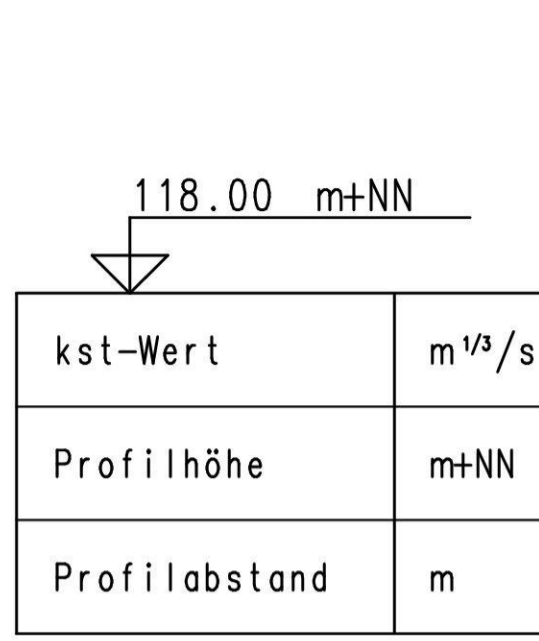 118.00 m+NN
kst-Wert m¹/³/s
Profilhöhe m+NN
Profilabstand m